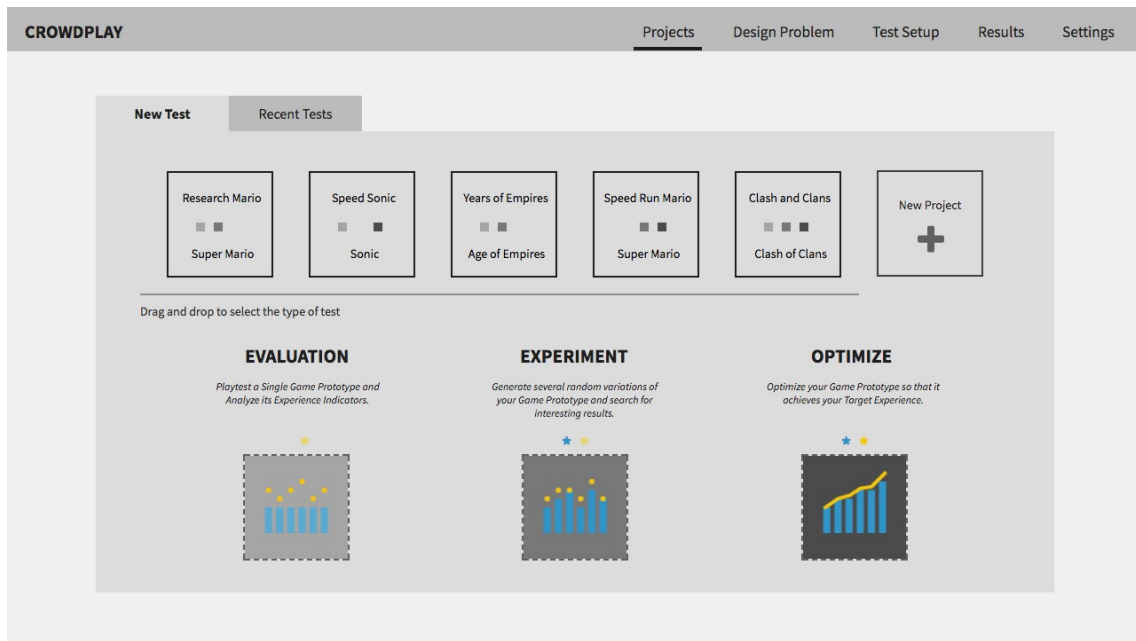 CROWDPLAY
Projects
Design Problem
Test Setup
Results
Settings
New Test
Recent Tests
Research Mario
Super Mario
Speed Sonic
Sonic
Years of Empires
Age of Empires
Speed Run Mario
Super Mario
Clash and Clans
Clash of Clans
New Project
Drag and drop to select the type of test
EVALUATION
Playtest a Single Game Prototype and
Analyze its Experience Indicators.
EXPERIMENT
Generate several random variations of
your Game Prototype and search for
interesting results.
OPTIMIZE
Optimize your Game Prototype so that it
achieves your Target Experience.